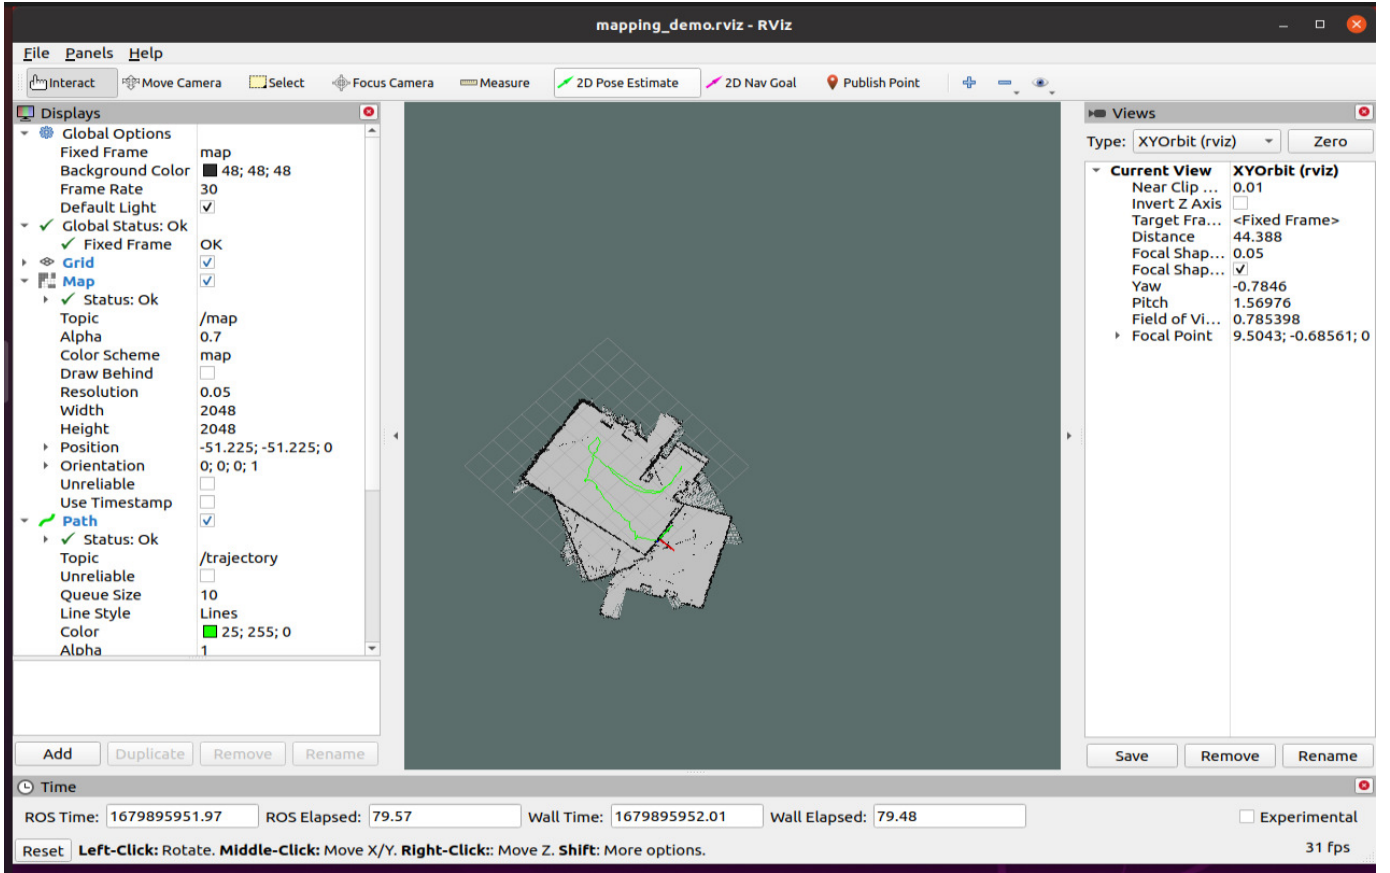 mapping_demo.rviz - RViz
File Panels Help
Interact Move Camera Select Focus Camera Measure 2D Pose Estimate 2D Nav Goal Publish Point
Displays
Global Options
Fixed Frame map
Background Color 48; 48; 48
Frame Rate 30
Default Light
Global Status: Ok
Fixed Frame OK
Grid
Map
Status: Ok
Topic /map
Alpha 0.7
Color Scheme map
Draw Behind
Resolution 0.05
Width 2048
Height 2048
Position -51.225; -51.225; 0
Orientation 0; 0; 0; 1
Unreliable
Use Timestamp
Path
Status: Ok
Topic /trajectory
Unreliable
Queue Size 10
Line Style Lines
Color 25; 255; 0
Alpha 1
Add Duplicate Remove Rename
Views
Type: XYOrbit (rviz) Zero
Current View XYOrbit (rviz)
Near Clip ... 0.01
Invert Z Axis
Target Fra... <Fixed Frame>
Distance 44.388
Focal Shap... 0.05
Focal Shap...
Yaw -0.7846
Pitch 1.56976
Field of Vi... 0.785398
Focal Point 9.5043; -0.68561; 0
Save Remove Rename
Time
ROS Time: 1679895951.97 ROS Elapsed: 79.57 Wall Time: 1679895952.01 Wall Elapsed: 79.48 Experimental
Reset Left-Click: Rotate. Middle-Click: Move X/Y. Right-Click:: Move Z. Shift: More options. 31 fps